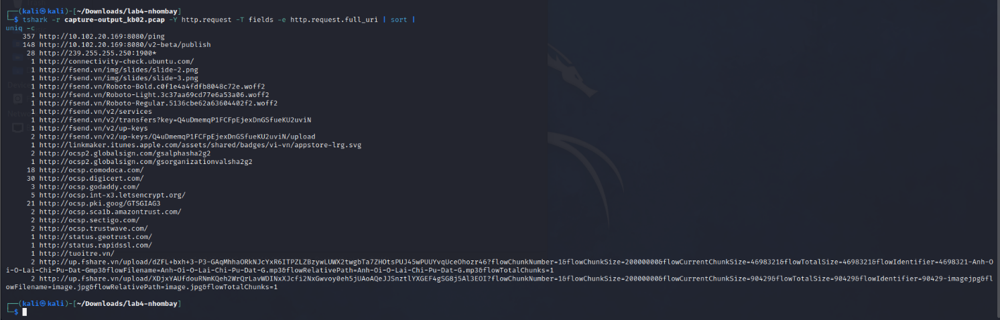 ┌──(kali㉿kali)-[~/Downloads/lab4-nhombay]
└─$ tshark -r capture-output_kb02.pcap -Y http.request -T fields -e http.request.full_uri | sort |
uniq -c
357 http://10.102.20.169:8080/ping
148 http://10.102.20.169:8080/v2-beta/publish
28 http://239.255.255.250:1900*
1 http://connectivity-check.ubuntu.com/
1 http://fsend.vn/img/slides/slide-2.png
1 http://fsend.vn/img/slides/slide-3.png
1 http://fsend.vn/Roboto-Bold.c0f1e4a4fdfb8048c72e.woff2
1 http://fsend.vn/Roboto-Light.3c37aa69cd77e6a53a06.woff2
1 http://fsend.vn/Roboto-Regular.5136cbe62a63604402f2.woff2
1 http://fsend.vn/v2/services
1 http://fsend.vn/v2/transfers?key=Q4uDmemqP1FCFpEjexDnGSfueKU2uviN
1 http://fsend.vn/v2/up-keys
2 http://fsend.vn/v2/up-keys/Q4uDmemqP1FCFpEjexDnGSfueKU2uviN/upload
1 http://linkmaker.itunes.apple.com/assets/shared/badges/vi-vn/appstore-lrg.svg
2 http://ocsp2.globalsign.com/gsalphasha2g2
1 http://ocsp2.globalsign.com/gsorganizationvalsha2g2
18 http://ocsp.comodoca.com/
30 http://ocsp.digicert.com/
3 http://ocsp.godaddy.com/
5 http://ocsp.int-x3.letsencrypt.org/
21 http://ocsp.pki.goog/GTSGIAG3
2 http://ocsp.sca1b.amazontrust.com/
2 http://ocsp.sectigo.com/
2 http://ocsp.trustwave.com/
1 http://status.geotrust.com/
1 http://status.rapidssl.com/
1 http://tuoitre.vn/
2 http://up.fshare.vn/upload/dZFL+bxh+3-P3-GAqMhhaORkNJcYxR6ITPZLZBzywLUWX2twgbTa7ZHOtsPUJ45wPUUYvqUceOhozr46?flowChunkNumber=1&flowChunkSize=20000000&flowCurrentChunkSize=4698321&flowTotalSize=4698321&flowIdentifier=4698321-Anh-O
i-O-Lai-Chi-Pu-Dat-Gmp3&flowFilename=Anh-Oi-O-Lai-Chi-Pu-Dat-G.mp3&flowRelativePath=Anh-Oi-O-Lai-Chi-Pu-Dat-G.mp3&flowTotalChunks=1
2 http://up.fshare.vn/upload/XDjxYAUfdouRNmKQeh2WrQrLavWDINxXJcfi2NxGwvoy0eh5jUAoAQeJJSnztlYXGEF4gSG8j5Al3EOI?flowChunkNumber=1&flowChunkSize=20000000&flowCurrentChunkSize=90429&flowTotalSize=90429&flowIdentifier=90429-imagejpg&fl
owFilename=image.jpg&flowRelativePath=image.jpg&flowTotalChunks=1
┌──(kali㉿kali)-[~/Downloads/lab4-nhombay]
└─$